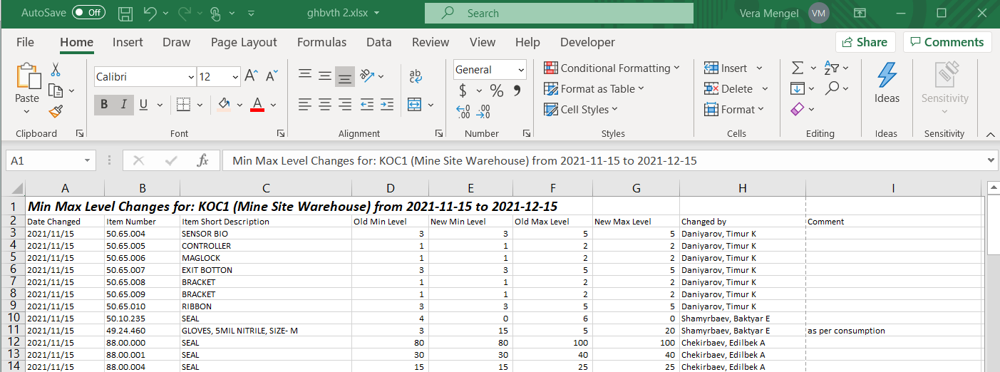 AutoSave Off ghbvth 2.xlsx Search Vera Mengel VM
File Home Insert Draw Page Layout Formulas Data Review View Help Developer Share Comments
Paste Calibri 12 A A ab General Conditional Formatting Insert Ideas Sensitivity
$ % 9 Format as Table Delete
B I U A Cell Styles Format
Clipboard Font Alignment Number Styles Cells Editing Ideas Sensitivity
A1 fx Min Max Level Changes for: KOC1 (Mine Site Warehouse) from 2021-11-15 to 2021-12-15
A B C D E F G H I
1 Min Max Level Changes for: KOC1 (Mine Site Warehouse) from 2021-11-15 to 2021-12-15
2 Date Changed Item Number Item Short Description Old Min Level New Min Level Old Max Level New Max Level Changed by Comment
3 2021/11/15 50.65.004 SENSOR BIO 3 3 5 5 Daniyarov, Timur K
4 2021/11/15 50.65.005 CONTROLLER 1 1 2 2 Daniyarov, Timur K
5 2021/11/15 50.65.006 MAGLOCK 1 1 2 2 Daniyarov, Timur K
6 2021/11/15 50.65.007 EXIT BOTTON 3 3 5 5 Daniyarov, Timur K
7 2021/11/15 50.65.008 BRACKET 1 1 2 2 Daniyarov, Timur K
8 2021/11/15 50.65.009 BRACKET 1 1 2 2 Daniyarov, Timur K
9 2021/11/15 50.65.010 RIBBON 3 3 5 5 Daniyarov, Timur K
10 2021/11/15 50.10.235 SEAL 4 0 6 0 Shamyrbaev, Baktyar E
11 2021/11/15 49.24.460 GLOVES, 5MIL NITRILE, SIZE- M 3 15 5 20 Shamyrbaev, Baktyar E as per consumption
12 2021/11/15 88.00.000 SEAL 80 80 100 100 Chekirbaev, Edilbek A
13 2021/11/15 88.00.001 SEAL 30 30 40 40 Chekirbaev, Edilbek A
14 2021/11/15 88.00.004 SEAL 15 15 25 25 Chekirbaev, Edilbek A